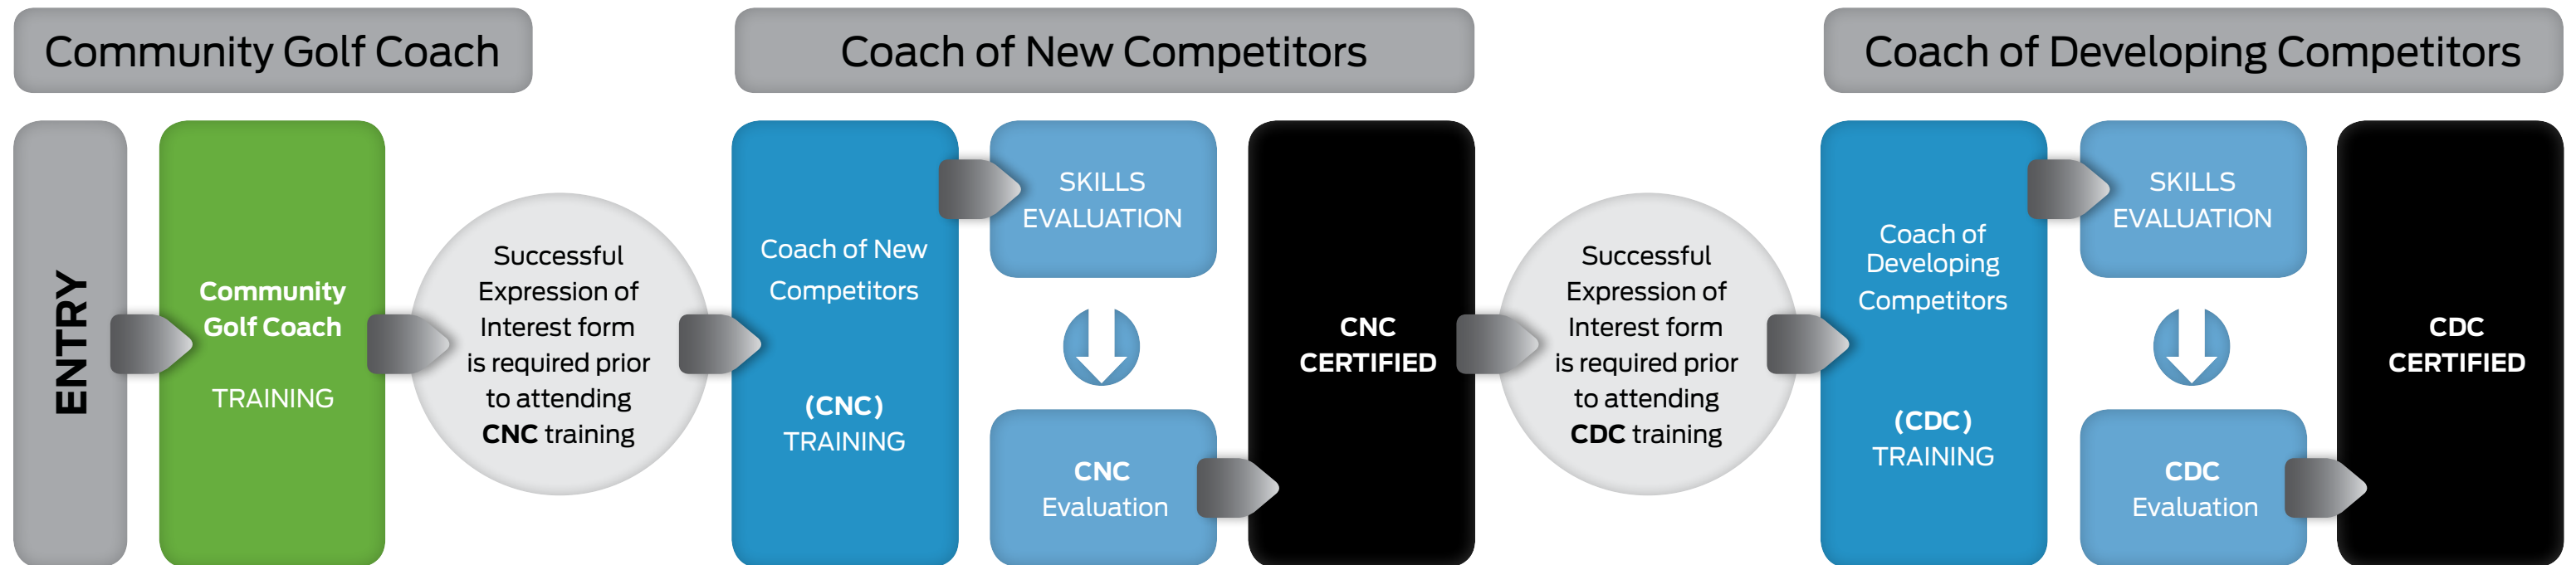 Community Golf Coach
Coach of New Competitors
Coach of Developing Competitors
ENTRY
Community
Golf Coach
TRAINING
Successful
Expression of
Interest form
is required prior
to attending
CNC training
Coach of New
Competitors
(CNC)
TRAINING
SKILLS
EVALUATION
CNC
Evaluation
CNC
CERTIFIED
Successful
Expression of
Interest form
is required prior
to attending
CDC training
Coach of
Developing
Competitors
(CDC)
TRAINING
SKILLS
EVALUATION
CDC
Evaluation
CDC
CERTIFIED